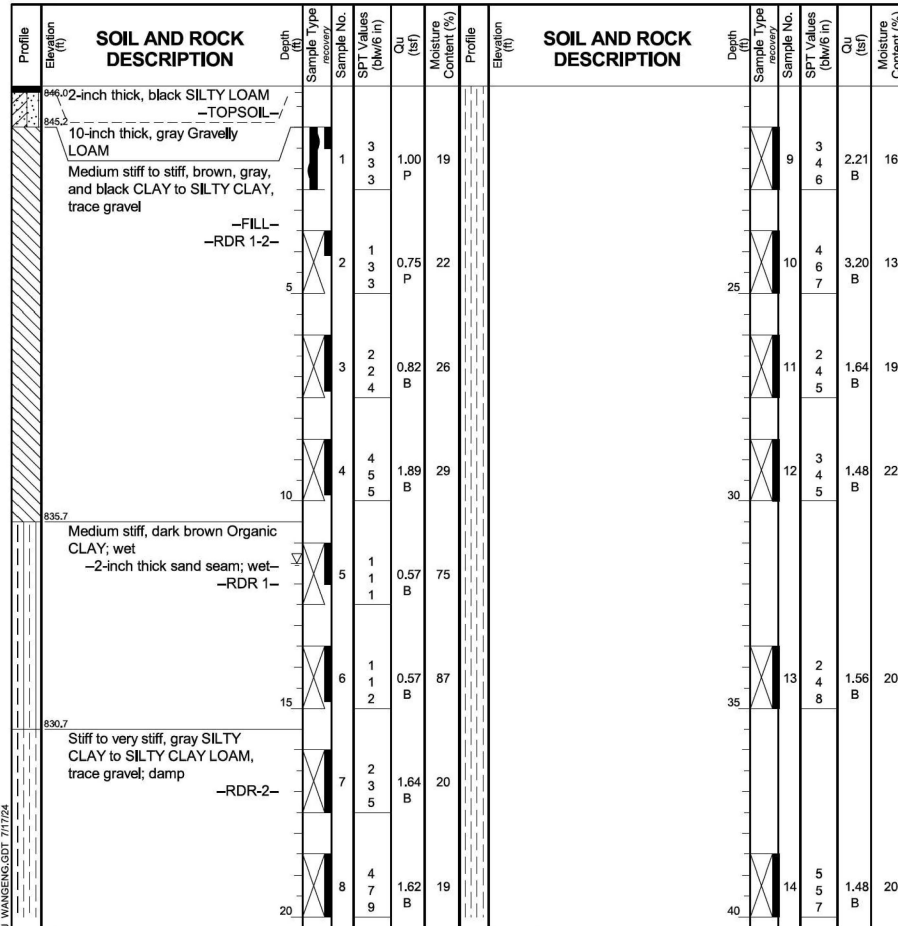 Profile
Elevation (ft)
SOIL AND ROCK DESCRIPTION
Depth (ft)
Sample Type
recovery
Sample No.
SPT Values (blw/6 in)
Qu (tsf)
Moisture Content (%)
Profile
Elevation (ft)
SOIL AND ROCK DESCRIPTION
Depth (ft)
Sample Type
recovery
Sample No.
SPT Values (blw/6 in)
Qu (tsf)
Moisture Content (%)
846.0 2-inch thick, black SILTY LOAM
--TOPSOIL--
845.2
10-inch thick, gray Gravelly
LOAM
Medium stiff to stiff, brown, gray,
and black CLAY to SILTY CLAY,
trace gravel
--FILL--
--RDR 1-2--
1 3 3 3 1.00 P 19
2 1 3 3 0.75 P 22
5
3 2 2 4 0.82 B 26
4 4 5 5 1.89 B 29
10
835.7
Medium stiff, dark brown Organic
CLAY; wet
--2-inch thick sand seam; wet--
--RDR 1--
5 1 1 1 0.57 B 75
6 1 1 2 0.57 B 87
15
830.7
Stiff to very stiff, gray SILTY
CLAY to SILTY CLAY LOAM,
trace gravel; damp
--RDR-2--
7 2 3 5 1.64 B 20
8 4 7 9 1.62 B 19
20
9 3 4 6 2.21 B 16
10 4 6 7 3.20 B 13
25
11 2 4 5 1.64 B 19
12 3 4 5 1.48 B 22
30
13 2 4 8 1.56 B 20
35
14 5 5 7 1.48 B 20
40
WANGENG.GDT 7/17/24